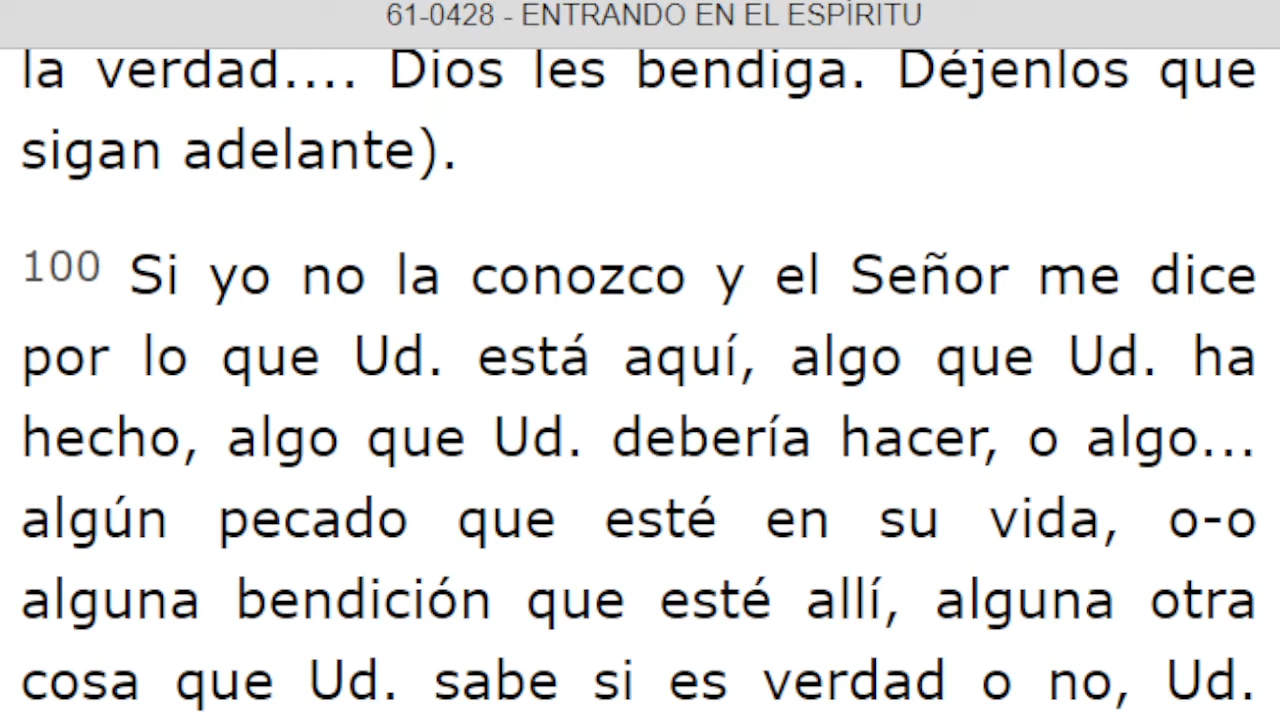 61-0428 - ENTRANDO EN EL ESPÍRITU
la verdad.... Dios les bendiga. Déjenlos que
sigan adelante).
100 Si yo no la conozco y el Señor me dice
por lo que Ud. está aquí, algo que Ud. ha
hecho, algo que Ud. debería hacer, o algo...
algún pecado que esté en su vida, o-o
alguna bendición que esté allí, alguna otra
cosa que Ud. sabe si es verdad o no, Ud.